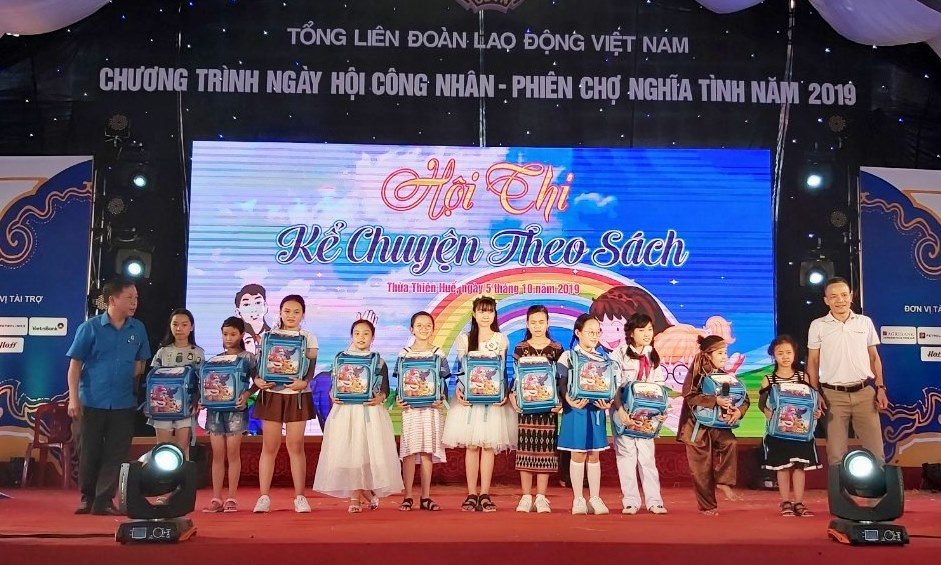 TỔNG LIÊN ĐOÀN LAO ĐỘNG VIỆT NAM
CHƯƠNG TRÌNH NGÀY HỘI CÔNG NHÂN - PHIÊN CHỢ NGHĨA TÌNH NĂM 2019
Hội Thi
Kể Chuyện Theo Sách
Thừa Thiên Huế, ngày 5 tháng 10 năm 2019
VỊ TÀI TRỢ
VietinBank
ĐƠN VỊ TÀ